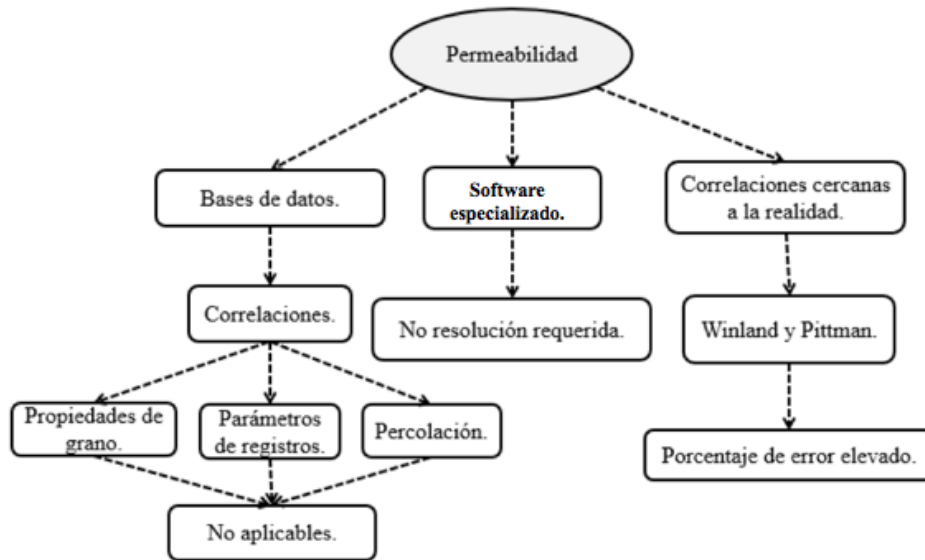 Permeabilidad
Bases de datos.
Software
especializado.
Correlaciones cercanas
a la realidad.
Correlaciones.
No resolución requerida.
Winland y Pittman.
Propiedades de
grano.
Parámetros
de registros.
Percolación.
Porcentaje de error elevado.
No aplicables.